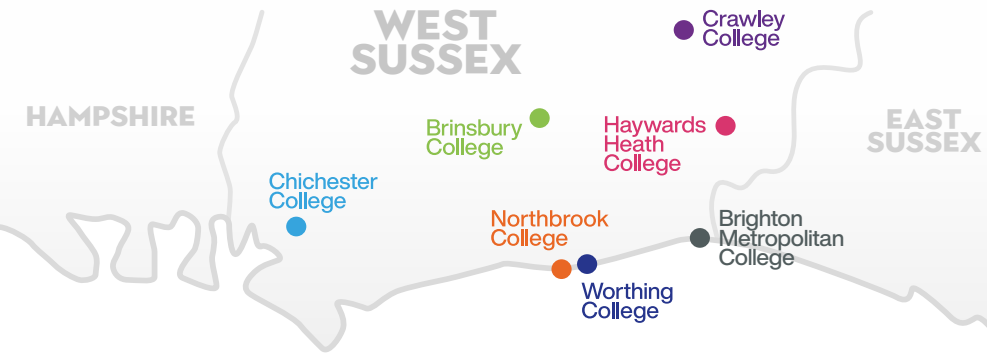 WEST
SUSSEX
Crawley
College
HAMPSHIRE
Brinsbury
College
Haywards
Heath
College
EAST
SUSSEX
Chichester
College
Northbrook
College
Brighton
Metropolitan
College
Worthing
College